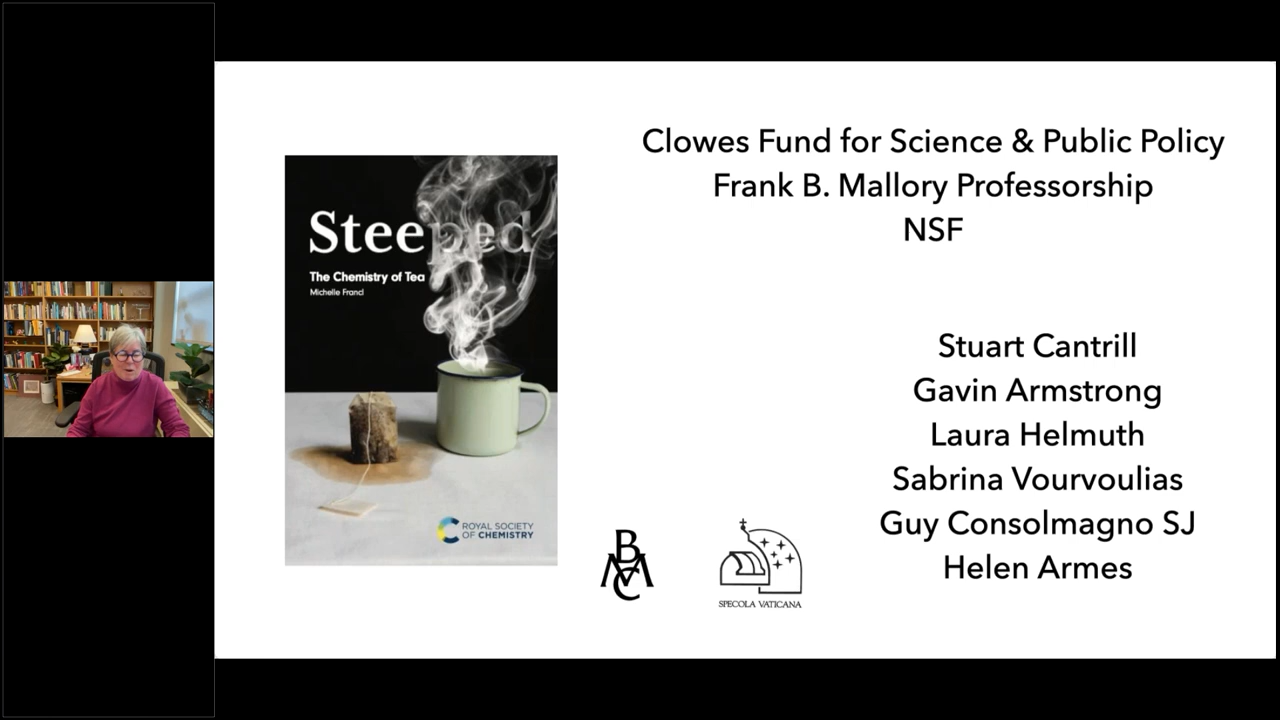 Steeped
The Chemistry of Tea
Michelle Francl
ROYAL SOCIETY
OF CHEMISTRY
Clowes Fund for Science & Public Policy
Frank B. Mallory Professorship
NSF
Stuart Cantrill
Gavin Armstrong
Laura Helmuth
Sabrina Vourvoulias
Guy Consolmagno SJ
Helen Armes
BMC
SPECOLA VATICANA